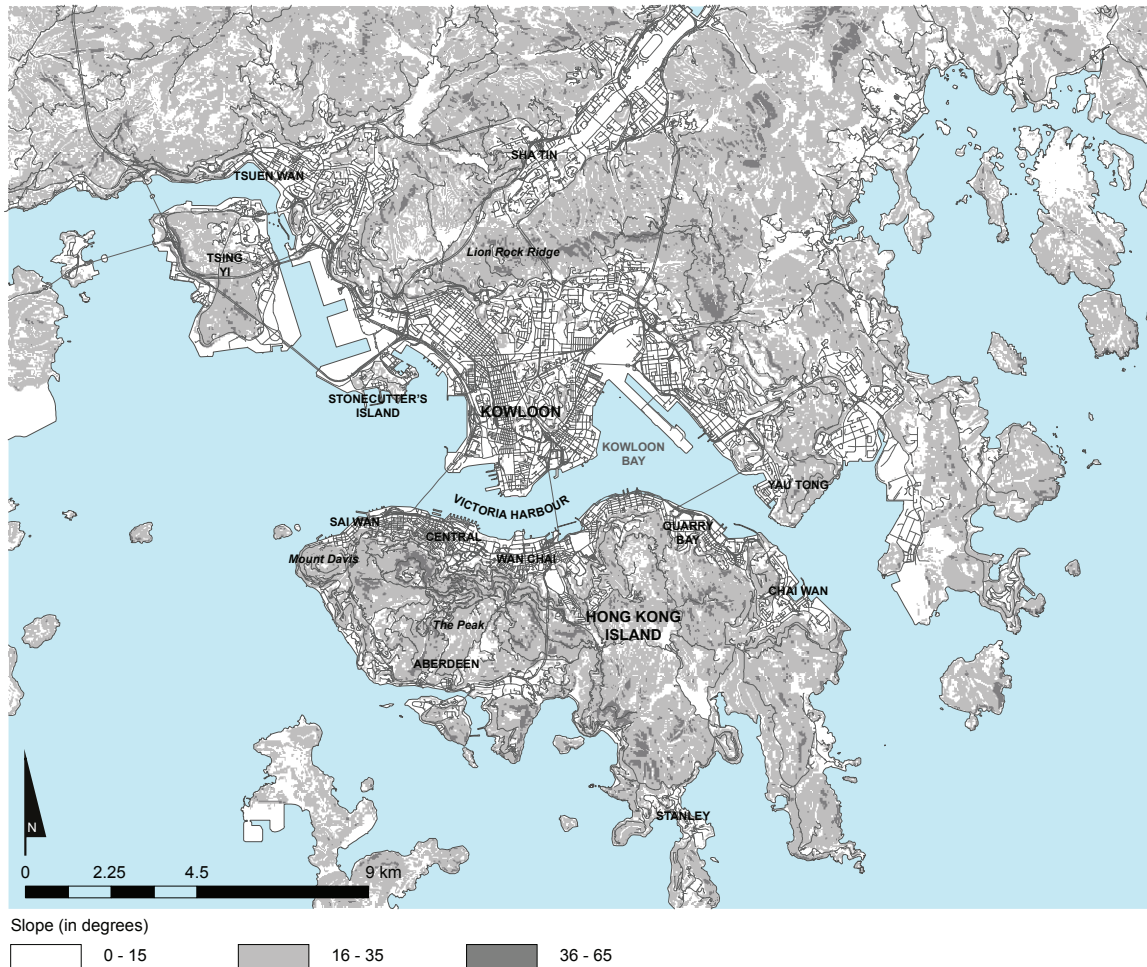 SHA TIN
TSUEN WAN
Lion Rock Ridge
TSING
YI
STONECUTTER'S
ISLAND
KOWLOON
KOWLOON
BAY
YAU TONG
VICTORIA HARBOUR
SAI WAN
CENTRAL
QUARRY
BAY
WAN CHAI
Mount Davis
CHAI WAN
HONG KONG
ISLAND
The Peak
ABERDEEN
STANLEY
N
0 2.25 4.5 9 km
Slope (in degrees)
0 - 15 16 - 35 36 - 65